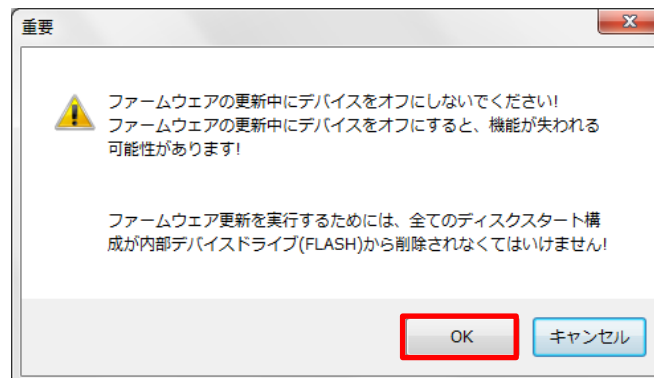 重要
ファームウェアの更新中にデバイスをオフにしないでください!
ファームウェアの更新中にデバイスをオフにすると、機能が失われる
可能性があります!
ファームウェア更新を実行するためには、全てのディスクスタート構
成が内部デバイスドライブ(FLASH)から削除されなくてはいけません!
OK
キャンセル